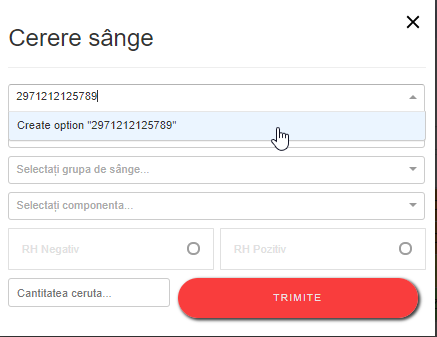 Cerere sânge
2971212125789
Create option "2971212125789"
Selectați grupa de sânge...
Selectați componenta...
RH Negativ
RH Pozitiv
Cantitatea ceruta...
TRIMITE